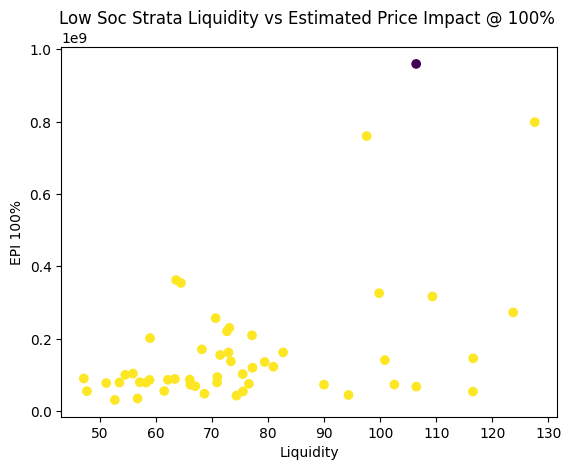 Low Soc Strata Liquidity vs Estimated Price Impact @ 100%
1e9
1.0
0.8
0.6
0.4
0.2
0.0
EPI 100%
50 60 70 80 90 100 110 120 130
Liquidity